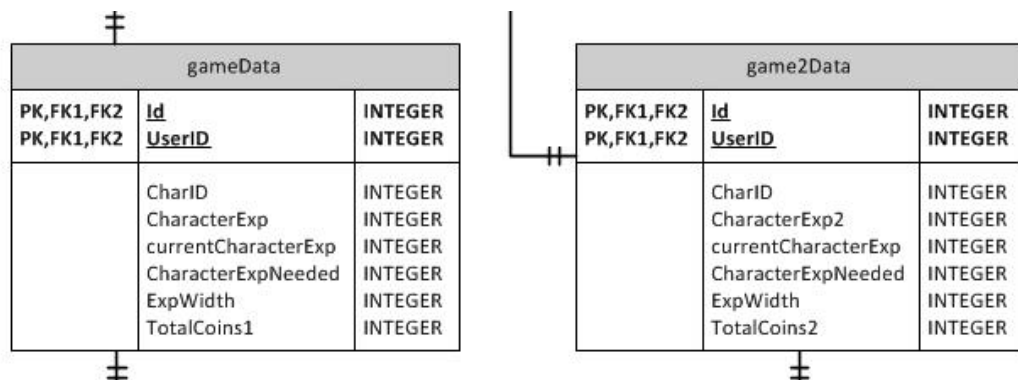 gameData
PK,FK1,FK2 Id INTEGER
PK,FK1,FK2 UserID INTEGER
CharID INTEGER
CharacterExp INTEGER
currentCharacterExp INTEGER
CharacterExpNeeded INTEGER
ExpWidth INTEGER
TotalCoins1 INTEGER
game2Data
PK,FK1,FK2 Id INTEGER
PK,FK1,FK2 UserID INTEGER
CharID INTEGER
CharacterExp2 INTEGER
currentCharacterExp INTEGER
CharacterExpNeeded INTEGER
ExpWidth INTEGER
TotalCoins2 INTEGER